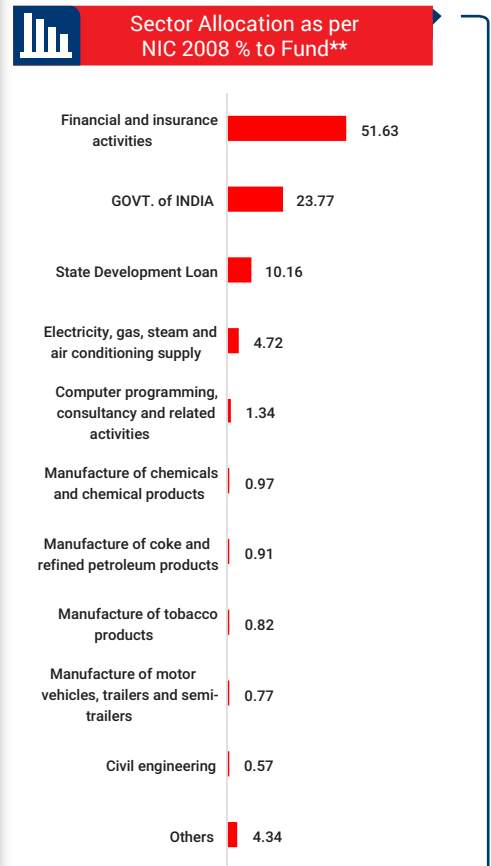 Sector Allocation as per
NIC 2008 % to Fund**
Financial and insurance
activities
51.63
GOVT. of INDIA
23.77
State Development Loan
10.16
Electricity, gas, steam and
air conditioning supply
4.72
Computer programming,
consultancy and related
activities
1.34
Manufacture of chemicals
and chemical products
0.97
Manufacture of coke and
refined petroleum products
0.91
Manufacture of tobacco
products
0.82
Manufacture of motor
vehicles, trailers and semi-
trailers
0.77
Civil engineering
0.57
Others
4.34